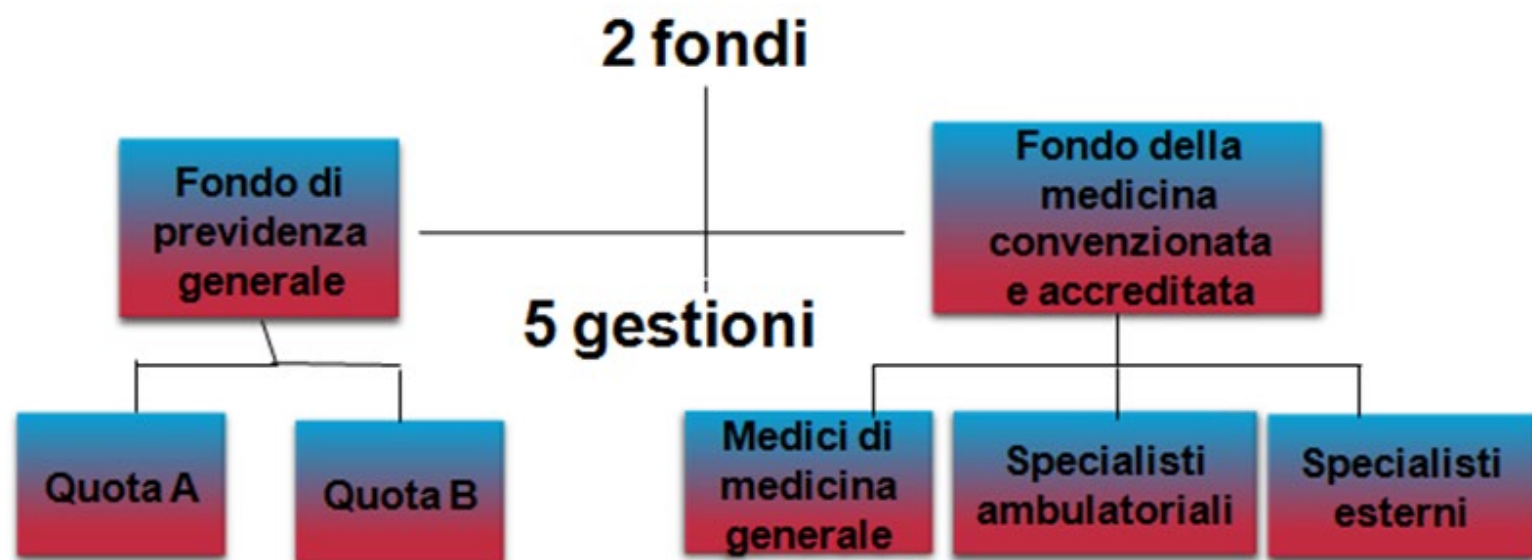 2 fondi
Fondo di
previdenza
generale
Fondo della
medicina
convenzionata
e accreditata
5 gestioni
Quota A
Quota B
Medici di
medicina
generale
Specialisti
ambulatoriali
Specialisti
esterni